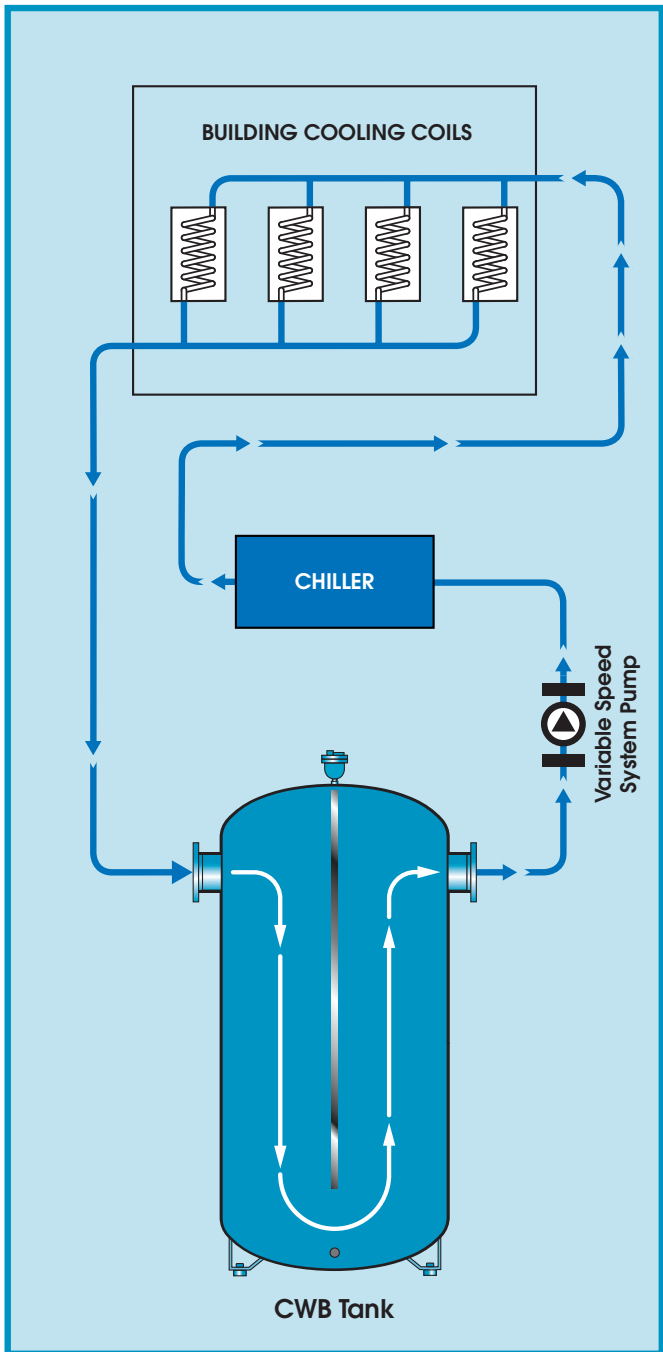 BUILDING COOLING COILS
CHILLER
Variable Speed
System Pump
CWB Tank